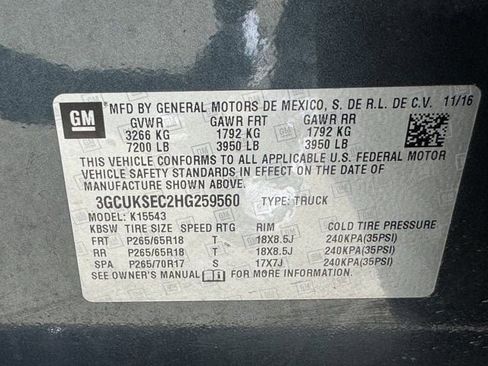 GM
MFD BY GENERAL MOTORS DE MEXICO, S. DE R.L. DE C.V. 11/16
GVWR GAWR FRT GAWR RR
3266 KG 1792 KG 1792 KG
7200 LB 3950 LB 3950 LB
THIS VEHICLE CONFORMS TO ALL APPLICABLE U.S. FEDERAL MOTOR
VEHICLE SAFETY STANDARDS IN EFFECT ON THE DATE OF
MANUFACTURE SHOWN ABOVE.
3GCUKSEC2HG259560 TYPE: TRUCK
MODEL: K15543
KBSW TIRE SIZE SPEED RTG RIM COLD TIRE PRESSURE
FRT P265/65R18 T 18X8.5J 240KPA(35PSI)
RR P265/65R18 T 18X8.5J 240KPA(35PSI)
SPA P265/70R17 S 17X7J 240KPA(35PSI)
SEE OWNER'S MANUAL FOR MORE INFORMATION.